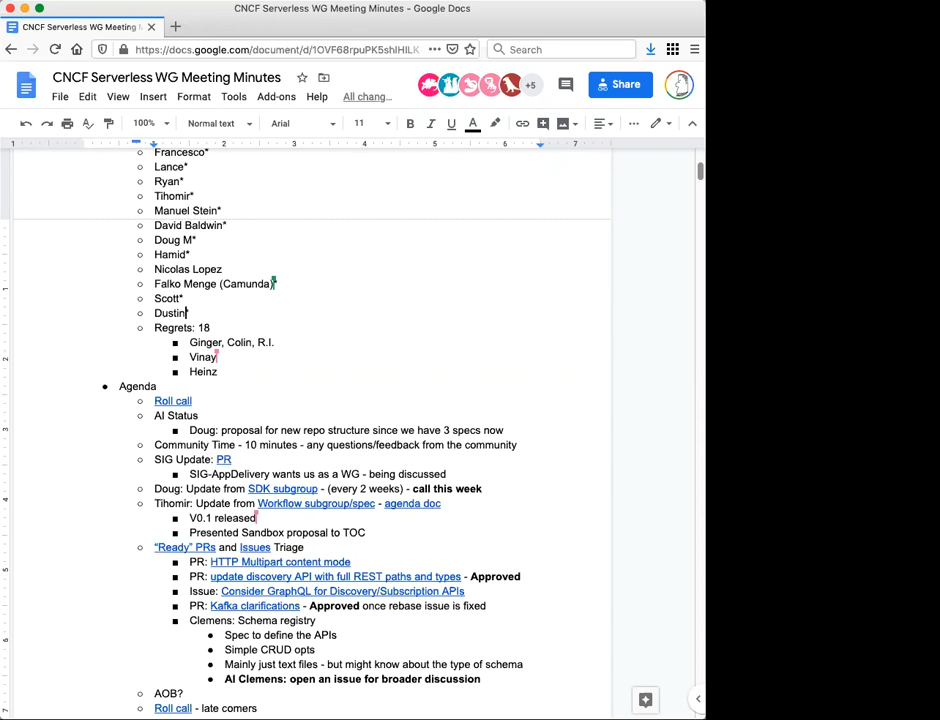 CNCF Serverless WG Meeting Minutes - Google Docs
CNCF Serverless WG Meeting
https://docs.google.com/document/d/1OVF68rpuPK5shIHILK
Search
CNCF Serverless WG Meeting Minutes
+5
Share
File Edit View Insert Format Tools Add-ons Help All chang...
100% Normal text Arial 11 B I U A
1 1 2 3 4 5 6 7
Francesco*
Lance*
Ryan*
Tihomir*
Manuel Stein*
David Baldwin*
Doug M*
Hamid*
Nicolas Lopez
Falko Menge (Camunda)*
Scott*
Dustin*
Regrets: 18
Ginger, Colin, R.I.
Vinay
Heinz
Agenda
Roll call
AI Status
Doug: proposal for new repo structure since we have 3 specs now
Community Time - 10 minutes - any questions/feedback from the community
SIG Update: PR
SIG-AppDelivery wants us as a WG - being discussed
Doug: Update from SDK subgroup - (every 2 weeks) - call this week
Tihomir: Update from Workflow subgroup/spec - agenda doc
V0.1 released
Presented Sandbox proposal to TOC
"Ready" PRs and Issues Triage
PR: HTTP Multipart content mode
PR: update discovery API with full REST paths and types - Approved
Issue: Consider GraphQL for Discovery/Subscription APIs
PR: Kafka clarifications - Approved once rebase issue is fixed
Clemens: Schema registry
Spec to define the APIs
Simple CRUD opts
Mainly just text files - but might know about the type of schema
AI Clemens: open an issue for broader discussion
AOB?
Roll call - late comers